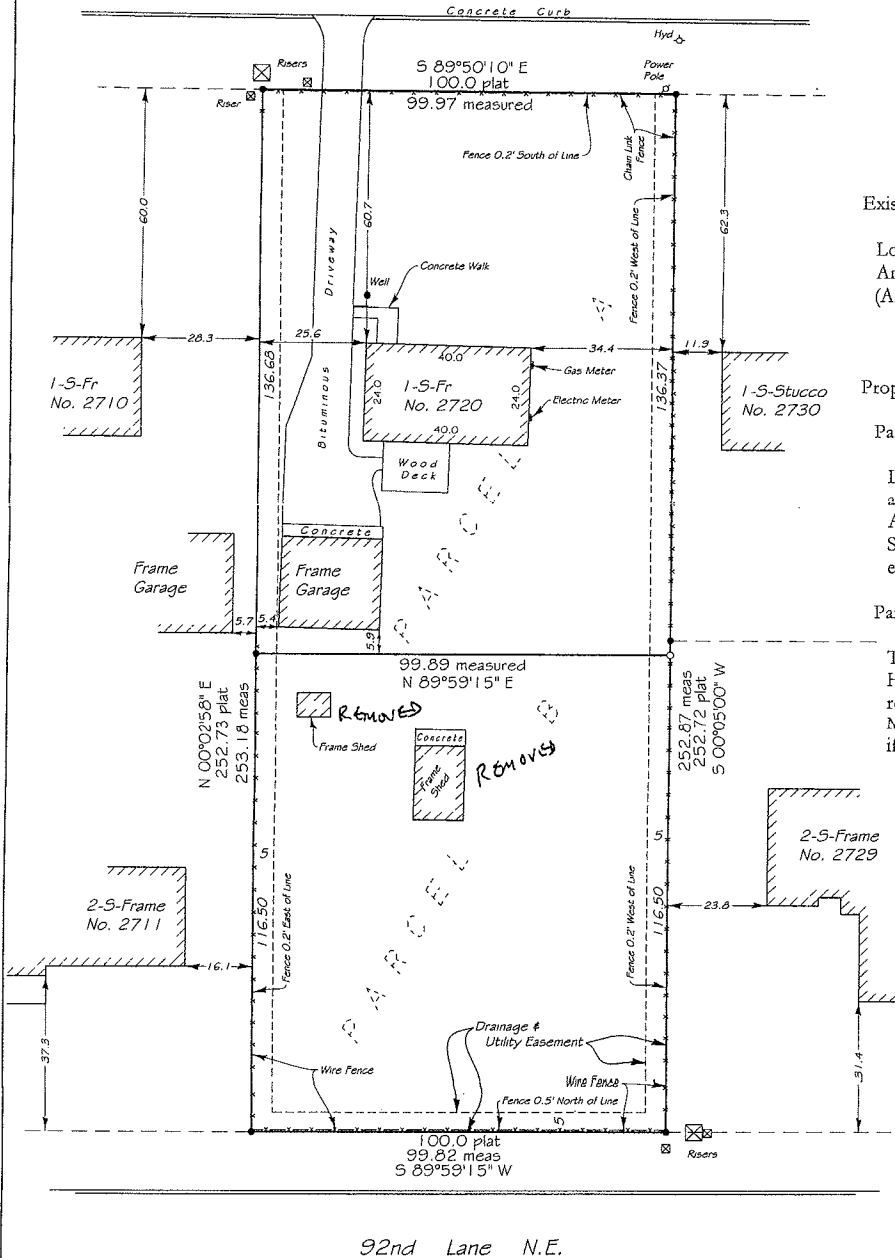 Concrete Curb
Hyd
Risers
S 89°50'10" E
100.0 plat
99.97 measured
Power
Pole
Riser
Fence 0.2' South of Line
Chain Link
Fence
60.0
60.7
62.3
Fence 0.2' West of Line
Driveway
Bituminous
Well
Concrete Walk
28.3
25.6
34.4
11.9
136.68
136.37
40.0
24.0
1-S-Fr
No. 2720
24.0
40.0
Gas Meter
Electric Meter
1-S-Fr
No. 2710
1-S-Stucco
No. 2730
Wood
Deck
PARCEL A
Concrete
Frame
Garage
Frame
Garage
5.7
5.4
5.9
99.89 measured
N 89°59'15" E
N 00°02'58" E
252.73 plat
253.18 meas
252.87 meas
252.72 plat
S 00°05'00" W
REMOVED
Frame Shed
Concrete
Frame
Shed
REMOVED
PARCEL B
2-S-Frame
No. 2729
2-S-Frame
No. 2711
5
116.50
5
116.50
23.8
16.1
Fence 0.2' East of Line
Fence 0.2' West of Line
37.3
31.4
Drainage &
Utility Easement
Wire Fence
Wire Fence
Fence 0.5' North of Line
5
100.0 plat
99.82 meas
S 89°59'15" W
Risers
92nd Lane N.E.
Exis
Lo
An
(A
Prop
Pa
L
a
A
S
e
Par
T
H
r
M
if